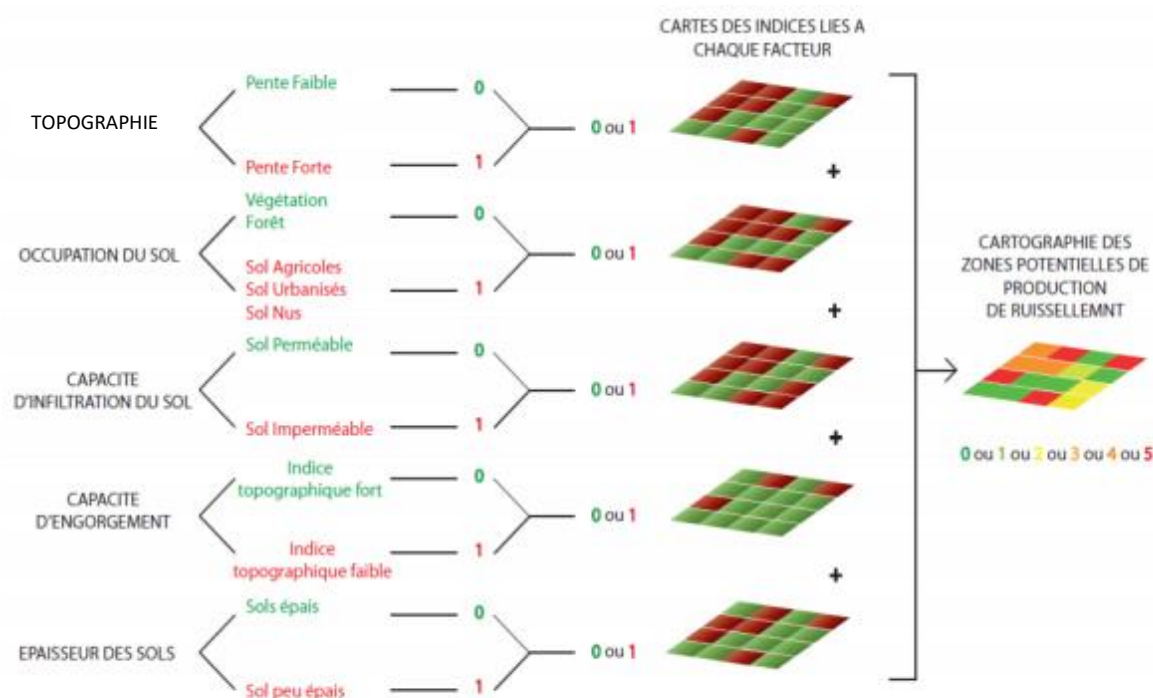 CARTES DES INDICES LIES A
CHAQUE FACTEUR
TOPOGRAPHIE
Pente Faible
0
Pente Forte
1
0 ou 1
+
OCCUPATION DU SOL
Végétation
Forêt
0
Sol Agricoles
Sol Urbanisés
Sol Nus
1
0 ou 1
+
CAPACITE
D'INFILTRATION DU SOL
Sol Perméable
0
Sol Imperméable
1
0 ou 1
+
CAPACITE
D'ENGORGEMENT
Indice
topographique fort
0
Indice
topographique faible
1
0 ou 1
+
EPAISSEUR DES SOLS
Sols épais
0
Sol peu épais
1
0 ou 1
CARTOGRAPHIE DES
ZONES POTENTIELLES DE
PRODUCTION
DE RUISSELLEMNT
0 ou 1 ou 2 ou 3 ou 4 ou 5